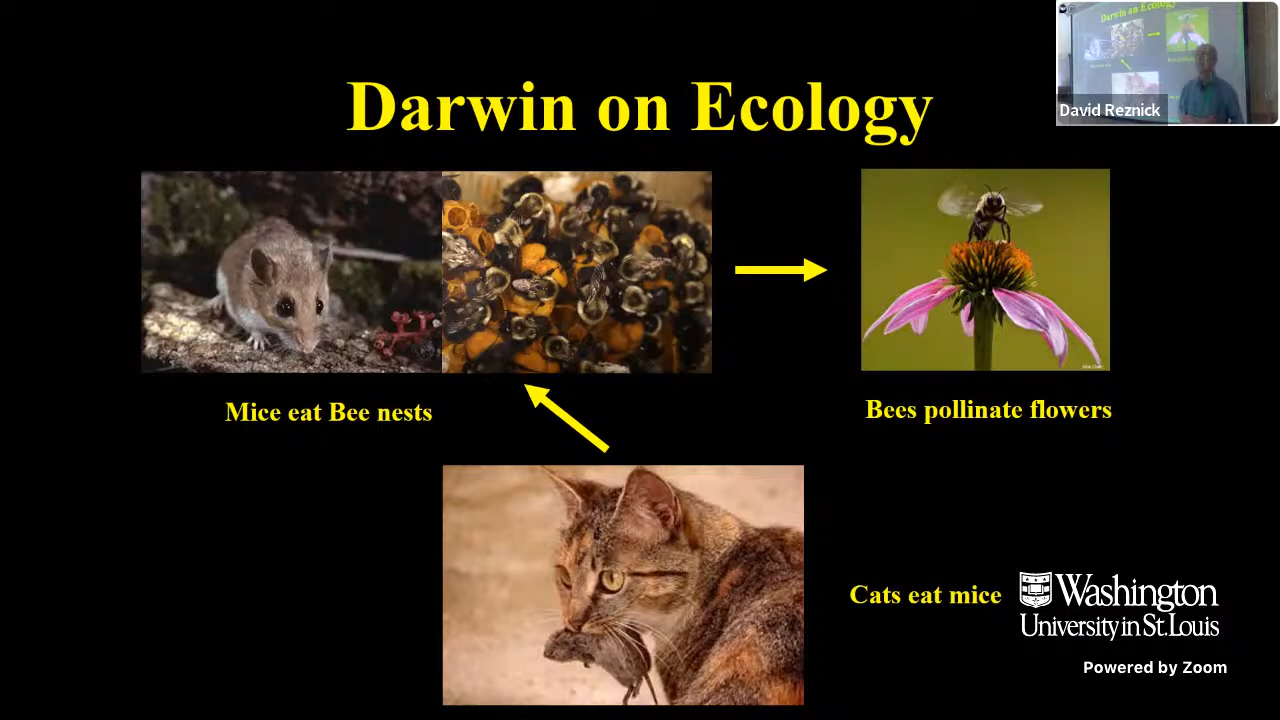 Darwin on Ecology
David Reznick
Mice eat Bee nests
Bees pollinate flowers
Cats eat mice
Washington
University in St. Louis
Powered by Zoom